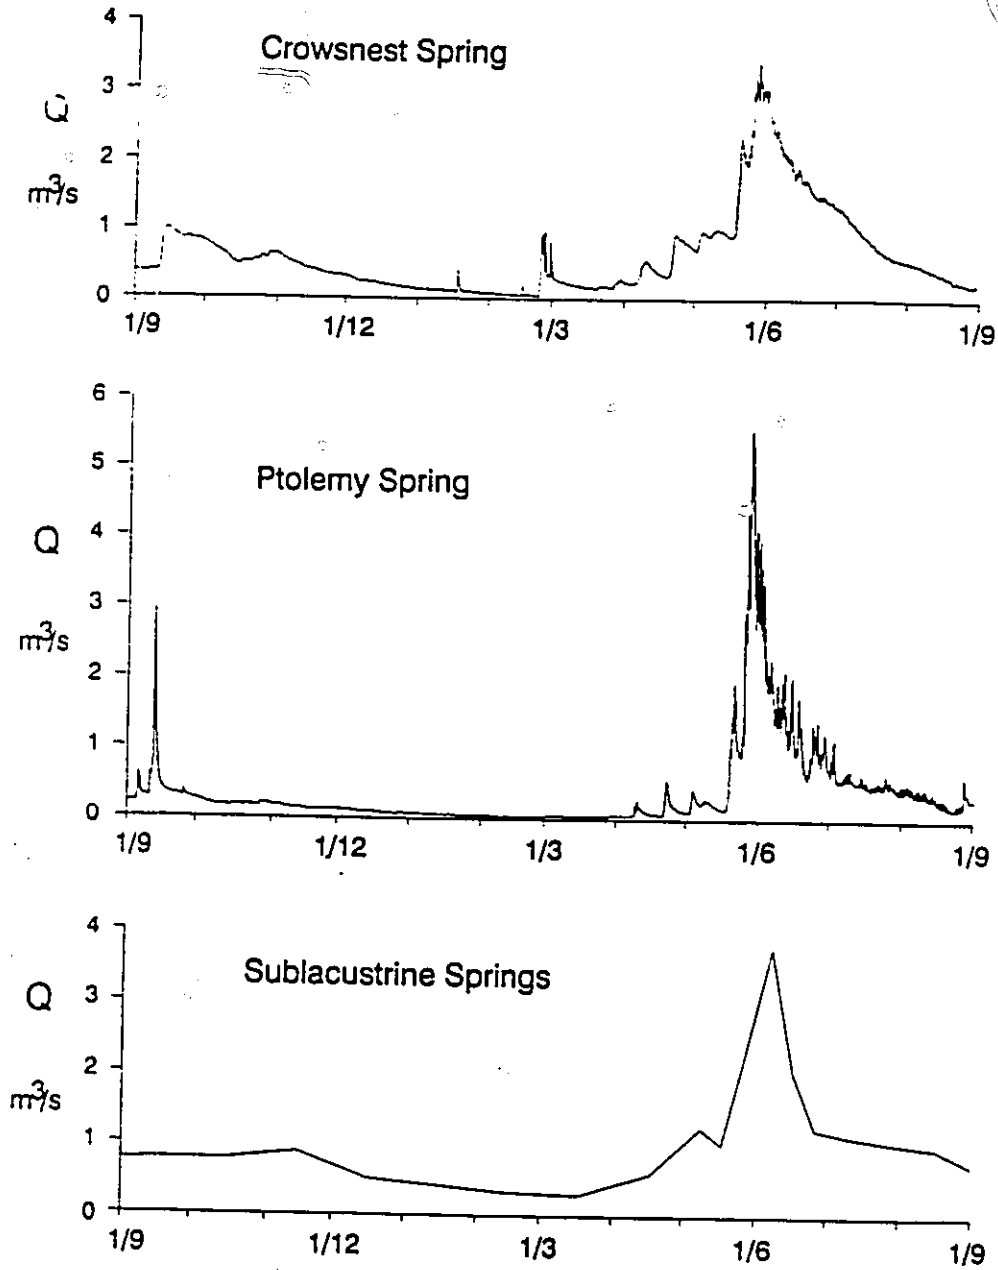 4
Crowsnest Spring
3
Q
2
m³/s
1
0
1/9 1/12 1/3 1/6 1/9
6
5
Ptolemy Spring
4
Q
3
m³/s
2
1
0
1/9 1/12 1/3 1/6 1/9
4
Sublacustrine Springs
3
Q
2
m³/s
1
0
1/9 1/12 1/3 1/6 1/9